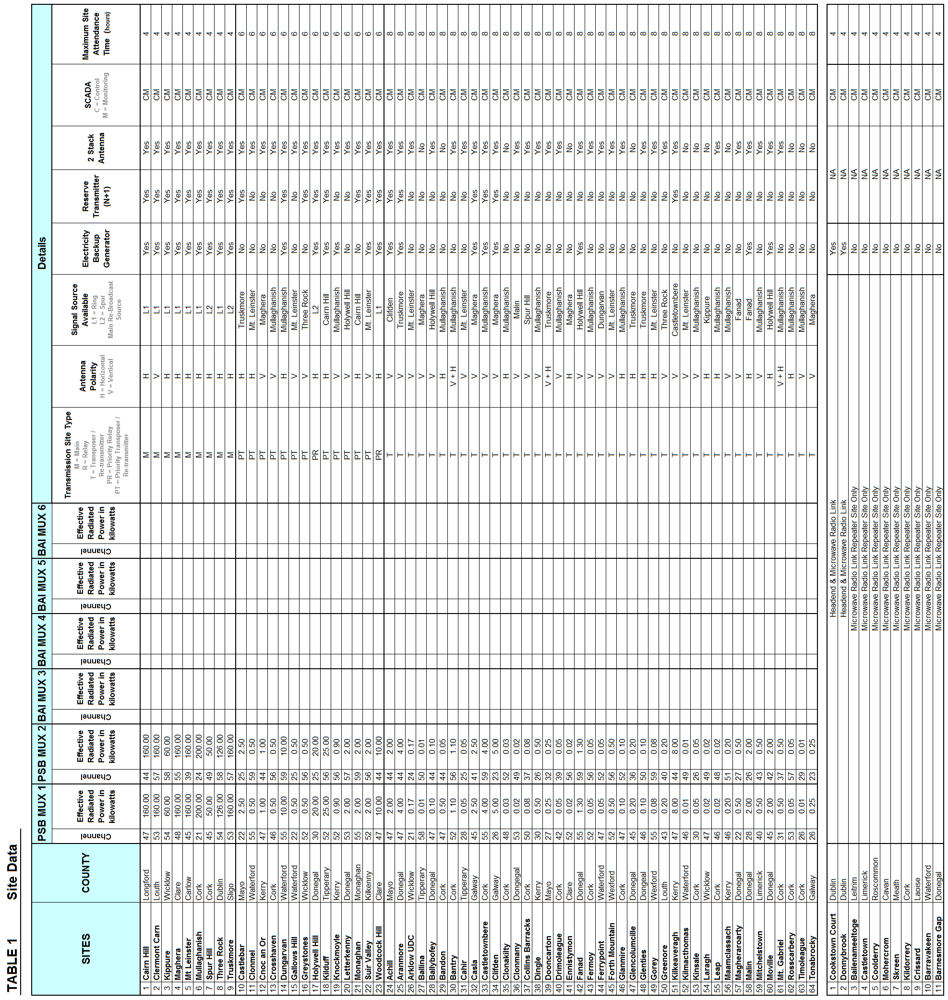 TABLE 1 Site Data
SITES COUNTY PSB MUX 1 PSB MUX 2 BAI MUX 3 BAI MUX 4 BAI MUX 5 BAI MUX 6 Details
Channel Effective Radiated Power in kilowatts Channel Effective Radiated Power in kilowatts Channel Effective Radiated Power in kilowatts Channel Effective Radiated Power in kilowatts Channel Effective Radiated Power in kilowatts Channel Effective Radiated Power in kilowatts
Transmission Site Type M = Main R = Relay T = Transposer / Re-transmitter PR = Priority Relay PT = Priority Transposer / Re-transmitter
Antenna Polarity H = Horizontal V = Vertical
Signal Source Available L1 = Ring L2 = Spur Main Re-Broadcast Source
Electricity Backup Generator
Reserve Transmitter (N+1)
2 Stack Antenna
SCADA C = Control M = Monitoring
Maximum Site Attendance Time (hours)
1 Cairn Hill Longford 47 160.00 44 160.00 M H L1 Yes Yes Yes CM 4
2 Clermont Carn Louth 53 160.00 57 160.00 M V L1 Yes Yes Yes CM 4
3 Kippure Wicklow 54 60.00 58 60.00 M H L1 Yes Yes Yes CM 4
4 Maghera Clare 48 160.00 55 160.00 M H L1 Yes Yes Yes CM 4
5 Mt Leinster Carlow 45 160.00 39 160.00 M H L1 Yes Yes Yes CM 4
6 Mullaghanish Cork 21 200.00 24 200.00 M H L1 Yes Yes Yes CM 4
7 Spur Hill Cork 45 50.00 49 50.00 M H L2 Yes Yes Yes CM 4
8 Three Rock Dublin 54 126.00 58 126.00 M H L1 Yes Yes Yes CM 4
9 Truskmore Sligo 53 160.00 57 160.00 M H L2 Yes Yes Yes CM 4
10 Castlebar Mayo 22 2.50 25 2.50 PT H Truskmore No Yes Yes CM 6
11 Clonmel Waterford 55 0.50 59 0.50 PT H Mt. Leinster No No Yes CM 6
12 Cnoc an Or Kerry 47 1.00 44 1.00 PT V Maghera No No Yes CM 6
13 Crosshaven Cork 46 0.50 56 0.50 PT V Mullaghanish No No Yes CM 6
14 Dungarvan Waterford 55 10.00 59 10.00 PT H Mullaghanish Yes Yes Yes CM 6
15 Gallows Hill Waterford 22 0.50 25 0.50 PT V Mt. Leinster No No Yes CM 6
16 Greystones Wicklow 52 0.50 56 0.50 PT V Three Rock No Yes Yes CM 6
17 Holywell Hill Donegal 30 20.00 25 20.00 PR H L2 Yes Yes Yes CM 6
18 Kilduff Tipperary 52 25.00 56 25.00 PT H Cairn Hill Yes Yes Yes CM 6
19 Knockmoyle Kerry 52 0.90 56 0.90 PT V Mullaghanish Yes No Yes CM 6
20 Letterkenny Donegal 53 2.00 57 2.00 PT V Holywell Hill No No Yes CM 6
21 Monaghan Monaghan 55 2.00 59 2.00 PT H Cairn Hill No Yes Yes CM 6
22 Suir Valley Kilkenny 52 2.00 56 2.00 PT V Mt. Leinster Yes Yes Yes CM 6
23 Woodcock Hill Clare 47 10.00 44 10.00 PR H L1 Yes Yes Yes CM 6
24 Achill Mayo 47 2.00 44 2.00 T V Clifden Yes Yes Yes CM 8
25 Aranmore Donegal 47 4.00 44 4.00 T V Truskmore Yes Yes Yes CM 8
26 Arklow UDC Wicklow 21 0.17 24 0.17 T V Mt. Leinster No No Yes CM 8
27 Ballina Tipperary 58 0.01 50 0.01 T V Maghera No No No CM 8
28 Ballybofey Donegal 47 0.10 44 0.10 T V Holywell Hill No No Yes CM 8
29 Bandon Cork 47 0.50 44 0.05 T H Mullaghanish No No No CM 8
30 Bantry Cork 52 1.10 56 1.10 T V + H Mullaghanish No No Yes CM 8
31 Cahir Tipperary 28 0.05 25 0.05 T V Mt. Leinster No No Yes CM 8
32 Casla Galway 45 2.50 41 2.50 T V Maghera Yes Yes Yes CM 8
33 Castletownbere Cork 55 4.00 59 4.00 T V Mullaghanish Yes Yes Yes CM 8
34 Clifden Galway 26 5.00 23 5.00 T V Maghera Yes Yes Yes CM 8
35 Clonakilty Cork 48 0.03 52 0.03 T H Mullaghanish No No No CM 8
36 Clonmany Dongegal 53 0.02 49 0.02 T V Malin No No Yes CM 8
37 Collins Barracks Cork 50 0.08 37 0.08 T V Spur Hill No No Yes CM 8
38 Dingle Kerry 30 0.50 26 0.50 T V Mullaghanish No No Yes CM 8
39 Dooncarton Mayo 27 0.25 32 0.25 T V + H Truskmore No No Yes CM 8
40 Drimoleague Cork 42 0.05 39 0.05 T V Mullaghanish No No Yes CM 8
41 Ennistymon Clare 52 0.02 56 0.02 T H Maghera No No No CM 8
42 Fanad Donegal 55 1.30 59 1.30 T V Holywell Hill Yes No Yes CM 8
43 Fermoy Cork 52 0.05 56 0.05 T V Mullaghanish No No Yes CM 8
44 Ferrypoint Waterford 47 0.05 52 0.05 T V Dungarvan No No Yes CM 8
45 Forth Mountain Wexford 52 0.50 56 0.50 T V Mt. Leinster No No Yes CM 8
46 Glanmire Cork 47 0.10 52 0.10 T H Mullaghanish No No Yes CM 8
47 Glencolumcille Donegal 45 0.20 36 0.20 T H Truskmore No No No CM 8
48 Glenties Dongeal 46 0.10 50 0.10 T H Truskmore No No Yes CM 8
49 Gorey Wexford 55 0.08 59 0.08 T H Mt. Leinster No No Yes CM 8
50 Greenore Louth 43 0.20 40 0.20 T V Three Rock No No Yes CM 8
51 Kilkeaveragh Kerry 47 8.00 44 8.00 T V Castletownbere No Yes Yes CM 8
52 Kilmacthomas Waterford 46 0.01 49 0.01 T V Mt. Leinster No No No CM 8
53 Kinsale Cork 30 0.05 26 0.05 T V Mullaghanish No No No CM 8
54 Laragh Wicklow 47 0.02 49 0.02 T H Kippure No No No CM 8
55 Leap Cork 46 0.02 48 0.02 T H Mullaghanish No No Yes CM 8
56 Maamclassach Kerry 46 0.20 51 0.20 T V Mullaghanish No No No CM 8
57 Magheraroarty Donegal 22 0.50 27 0.50 T V Fanad No No Yes CM 8
58 Malin Donegal 28 2.00 26 2.00 T H Fanad Yes No Yes CM 8
59 Mitchelstown Limerick 40 0.50 43 0.50 T V Mullaghanish No No Yes CM 8
60 Moville Donegal 45 2.00 42 2.00 T H Holywell Hill Yes No Yes CM 8
61 Mt. Gabriel Cork 31 0.50 37 0.50 T V + H Mullaghanish No No Yes CM 8
62 Rosscarbery Cork 53 0.05 57 0.05 T H Mullaghanish No No No CM 8
63 Timoleague Cork 26 0.01 29 0.01 T V Mullaghanish No No No CM 8
64 Tonabrocky Galway 26 0.25 23 0.25 T V Maghera No No No CM 8
1 Cookstown Court Dublin Headend & Microwave Radio Link Yes NA CM 4
2 Donnybrook Dublin Headend & Microwave Radio Link Yes NA CM 4
3 Bailenameeltoge Leitrim Microwave Radio Link Repeater Site Only No NA CM 4
4 Castletown Limerick Microwave Radio Link Repeater Site Only No NA CM 4
5 Coolderry Roscommon Microwave Radio Link Repeater Site Only No NA CM 4
6 Mohercrom Cavan Microwave Radio Link Repeater Site Only No NA CM 4
7 Skreen Meath Microwave Radio Link Repeater Site Only No NA CM 4
8 Kildorrery Cork Microwave Radio Link Repeater Site Only No NA CM 4
9 Crissard Laoise Microwave Radio Link Repeater Site Only No NA CM 4
10 Barravakeen Waterford Microwave Radio Link Repeater Site Only No NA CM 4
11 Barnesmore Gap Donegal Microwave Radio Link Repeater Site Only No NA CM 4